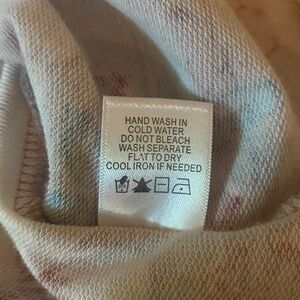 HAND WASH IN
COLD WATER
DO NOT BLEACH
WASH SEPARATE
FLAT TO DRY
COOL IRON IF NEEDED